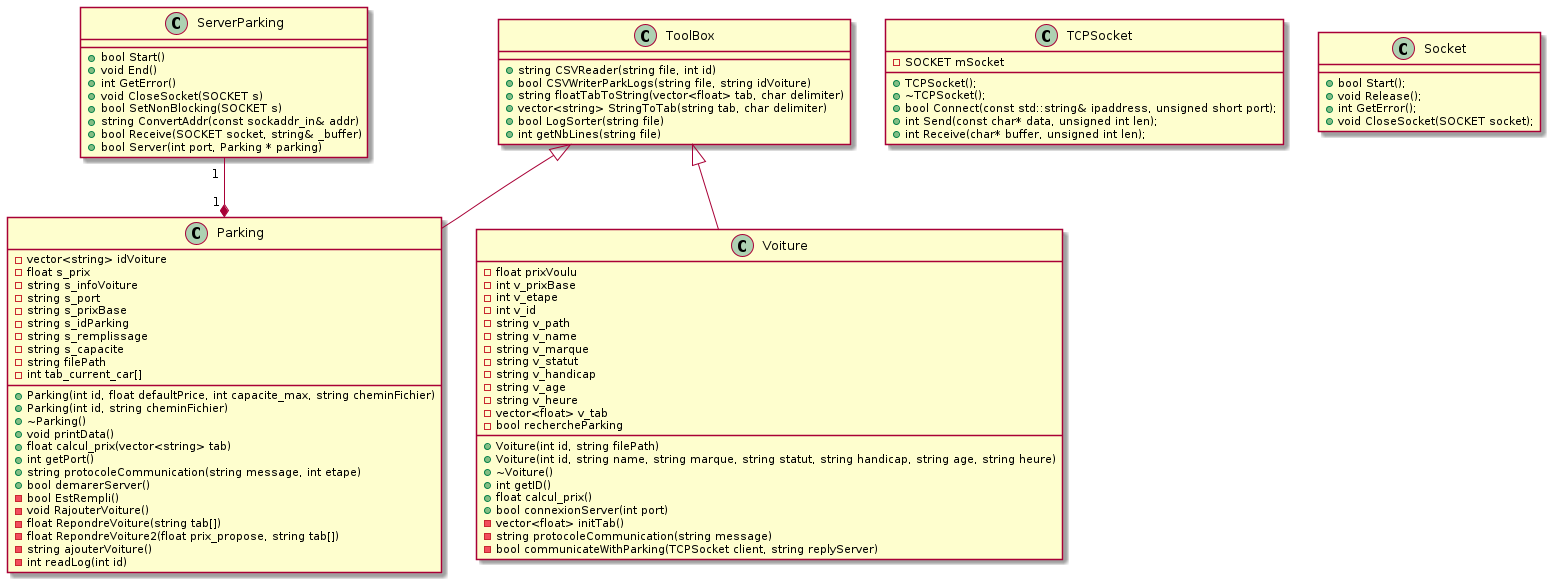 C ServerParking
bool Start()
void End()
int GetError()
void CloseSocket(SOCKET s)
bool SetNonBlocking(SOCKET s)
string ConvertAddr(const sockaddr_in& addr)
bool Receive(SOCKET socket, string& _buffer)
bool Server(int port, Parking * parking)
C ToolBox
string CSVReader(string file, int id)
bool CSVWriterParkLogs(string file, string idVoiture)
string floatTabToString(vector<float> tab, char delimiter)
vector<string> StringToTab(string tab, char delimiter)
bool LogSorter(string file)
int getNbLines(string file)
C TCPSocket
SOCKET mSocket
TCPSocket();
~TCPSocket();
bool Connect(const std::string& ipaddress, unsigned short port);
int Send(const char* data, unsigned int len);
int Receive(char* buffer, unsigned int len);
C Socket
bool Start();
void Release();
int GetError();
void CloseSocket(SOCKET socket);
1
1
C Parking
vector<string> idVoiture
float s_prix
string s_infoVoiture
string s_port
string s_prixBase
string s_idParking
string s_remplissage
string s_capacite
string filePath
int tab_current_car[]
Parking(int id, float defaultPrice, int capacite_max, string cheminFichier)
Parking(int id, string cheminFichier)
~Parking()
void printData()
float calcul_prix(vector<string> tab)
int getPort()
string protocoleCommunication(string message, int etape)
bool demarerServer()
bool EstRempli()
void RajouterVoiture()
float RepondreVoiture(string tab[])
float RepondreVoiture2(float prix_propose, string tab[])
string ajouterVoiture()
int readLog(int id)
C Voiture
float prixVoulu
int v_prixBase
int v_etape
int v_id
string v_path
string v_name
string v_marque
string v_statut
string v_handicap
string v_age
string v_heure
vector<float> v_tab
bool rechercheParking
Voiture(int id, string filePath)
Voiture(int id, string name, string marque, string statut, string handicap, string age, string heure)
~Voiture()
int getID()
float calcul_prix()
bool connexionServer(int port)
vector<float> initTab()
string protocoleCommunication(string message)
bool communicateWithParking(TCPSocket client, string replyServer)